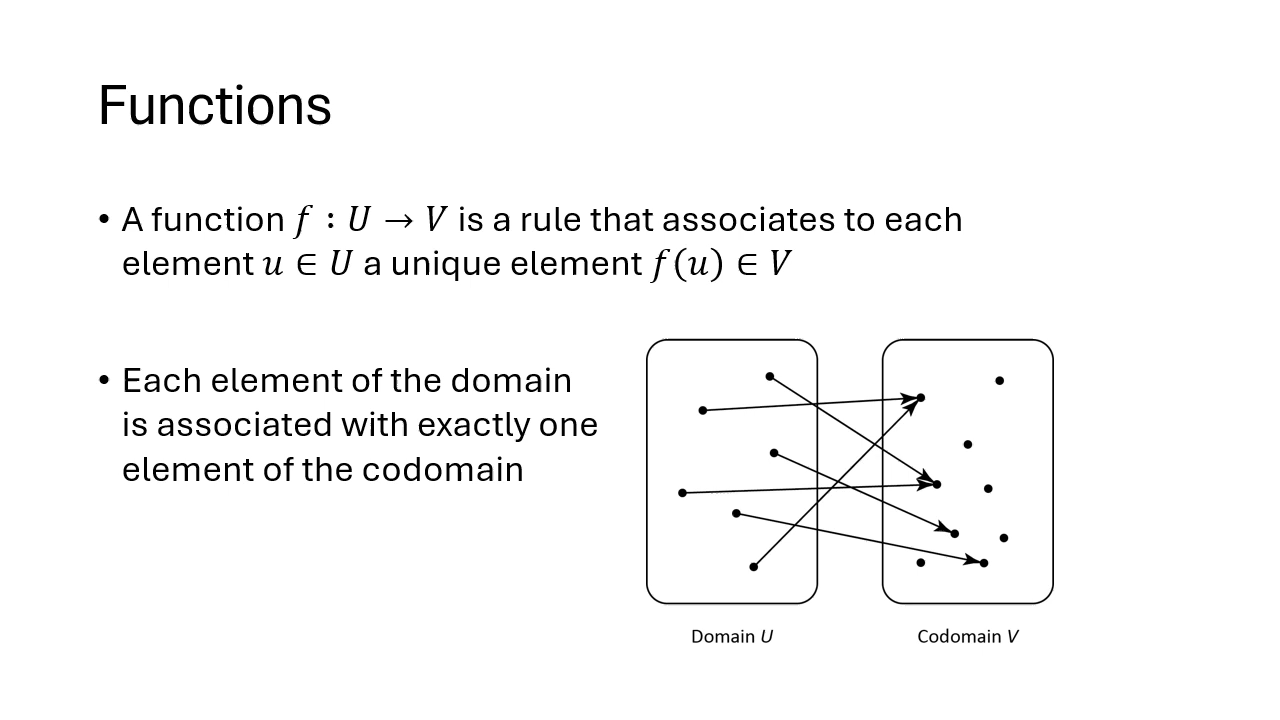 Functions
• A function 𝑓 : 𝑈 → 𝑉 is a rule that associates to each
element 𝑢 ∈ 𝑈 a unique element 𝑓(𝑢) ∈ 𝑉
• Each element of the domain
is associated with exactly one
element of the codomain
Domain U
Codomain V